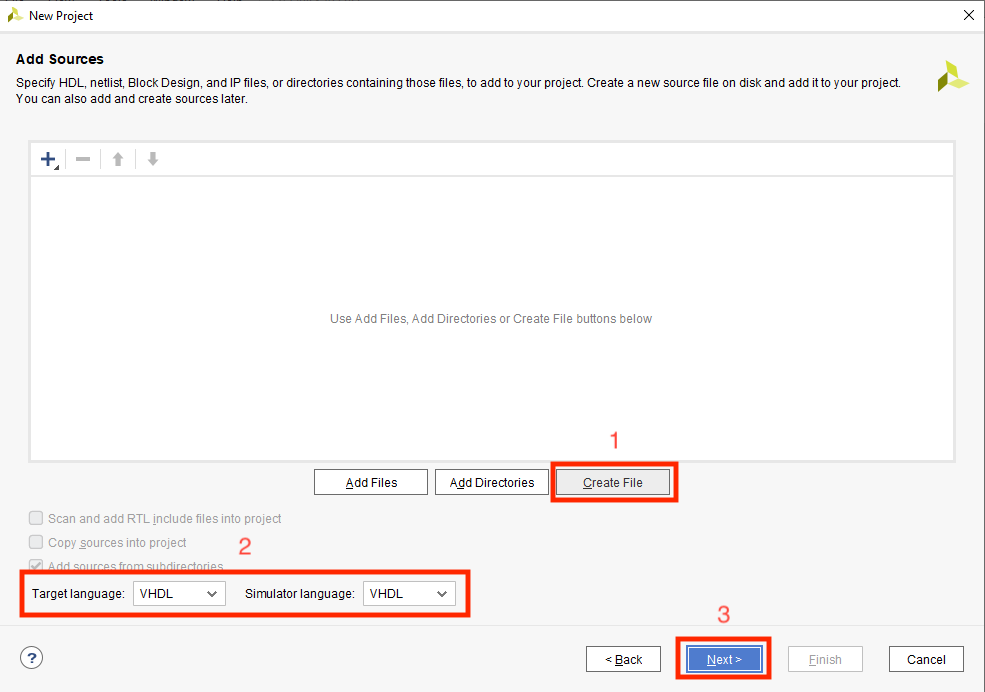 New Project
Add Sources
Specify HDL, netlist, Block Design, and IP files, or directories containing those files, to add to your project. Create a new source file on disk and add it to your project.
You can also add and create sources later.
Use Add Files, Add Directories or Create File buttons below
1
Add Files Add Directories Create File
Scan and add RTL include files into project
Copy sources into project
2
Add sources from subdirectories
Target language: VHDL Simulator language: VHDL
3
? < Back Next > Finish Cancel